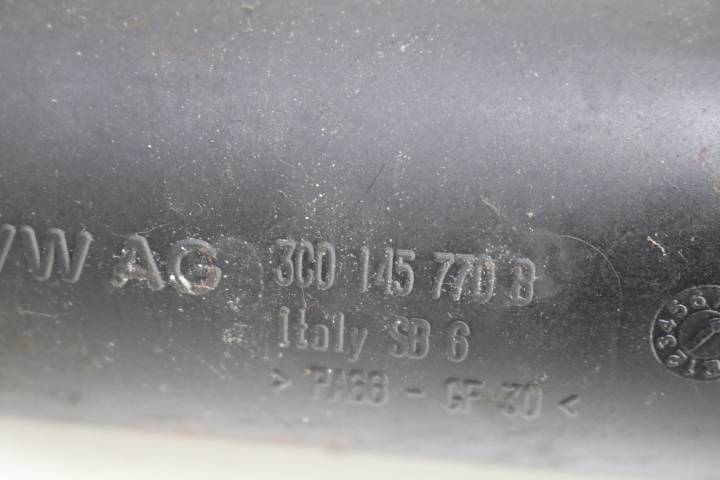 VW AG 3C0 145 770 B
italy SB 6
> PA66 - GF 30 <